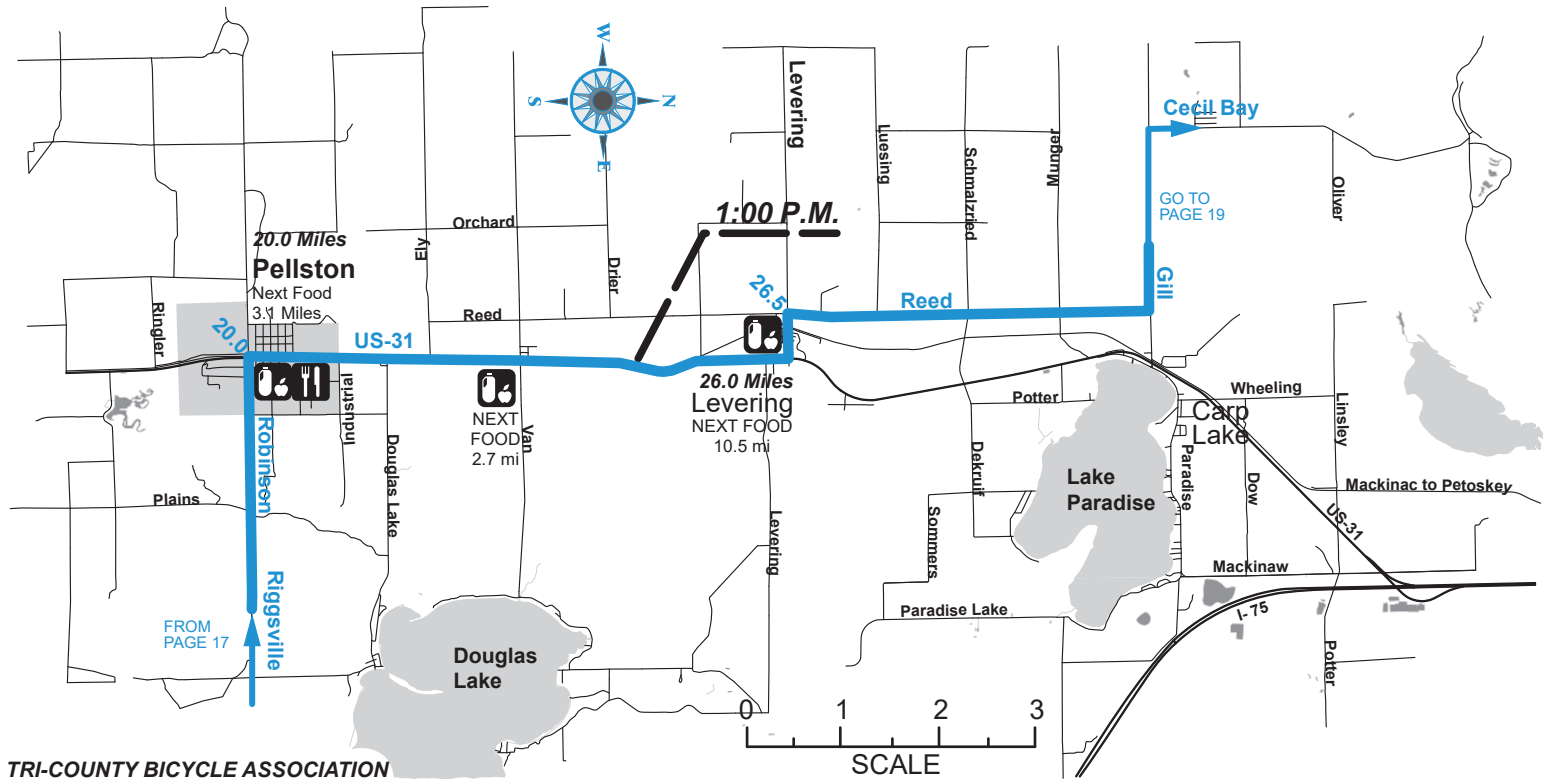 W
N
S
E
Levering
Cecil Bay
Luesing
Schmalzried
Munger
Oliver
GO TO
PAGE 19
Orchard
1:00 P.M.
20.0 Miles
Pellston
Next Food
3.1 Miles
Ely
Drier
Gill
Ringler
20.0
US-31
Reed
26.5
Reed
26.0 Miles
Levering
NEXT FOOD
10.5 mi
NEXT
FOOD
2.7 mi
Van
Industrial
Robinson
Douglas Lake
Plains
Potter
Wheeling
Carp
Lake
Linsley
Dekruif
Lake
Paradise
Paradise
Dow
Mackinac to Petoskey
US-31
Sommers
Levering
Mackinaw
Paradise Lake
I-75
Riggsville
FROM
PAGE 17
Douglas
Lake
Potter
0 1 2 3
SCALE
TRI-COUNTY BICYCLE ASSOCIATION